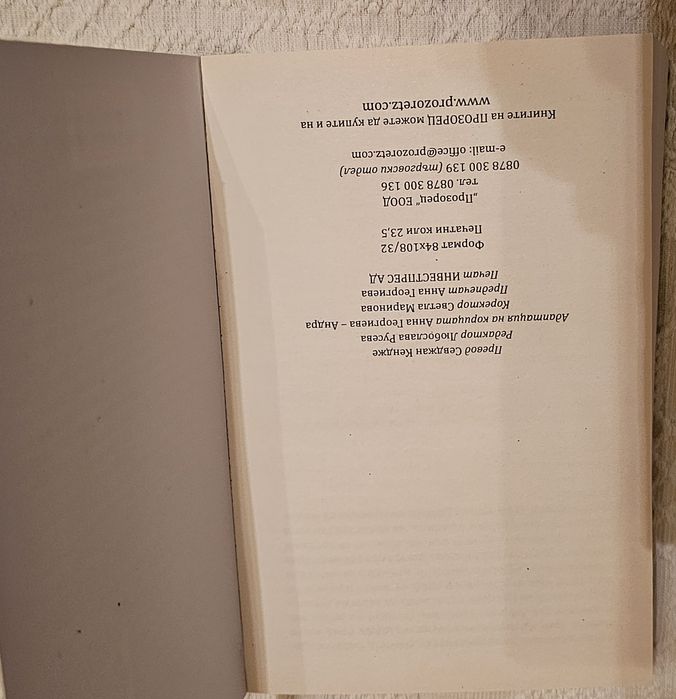 Превод Севджан Кендже
Редактор Любослава Русева
Адаптация на корицата Анна Георгиева – Андра
Коректор Светла Маринова
Предпечат Анна Георгиева
Печат ИНВЕСТПРЕС АД
Формат 84x108/32
Печатни коли 23,5
„Прозорец“ ЕООД
тел. 0878 300 136
0878 300 139 (търговски отдел)
e-mail: office@prozoretz.com
Книгите на ПРОЗОРЕЦ можете да купите и на
www.prozoretz.com